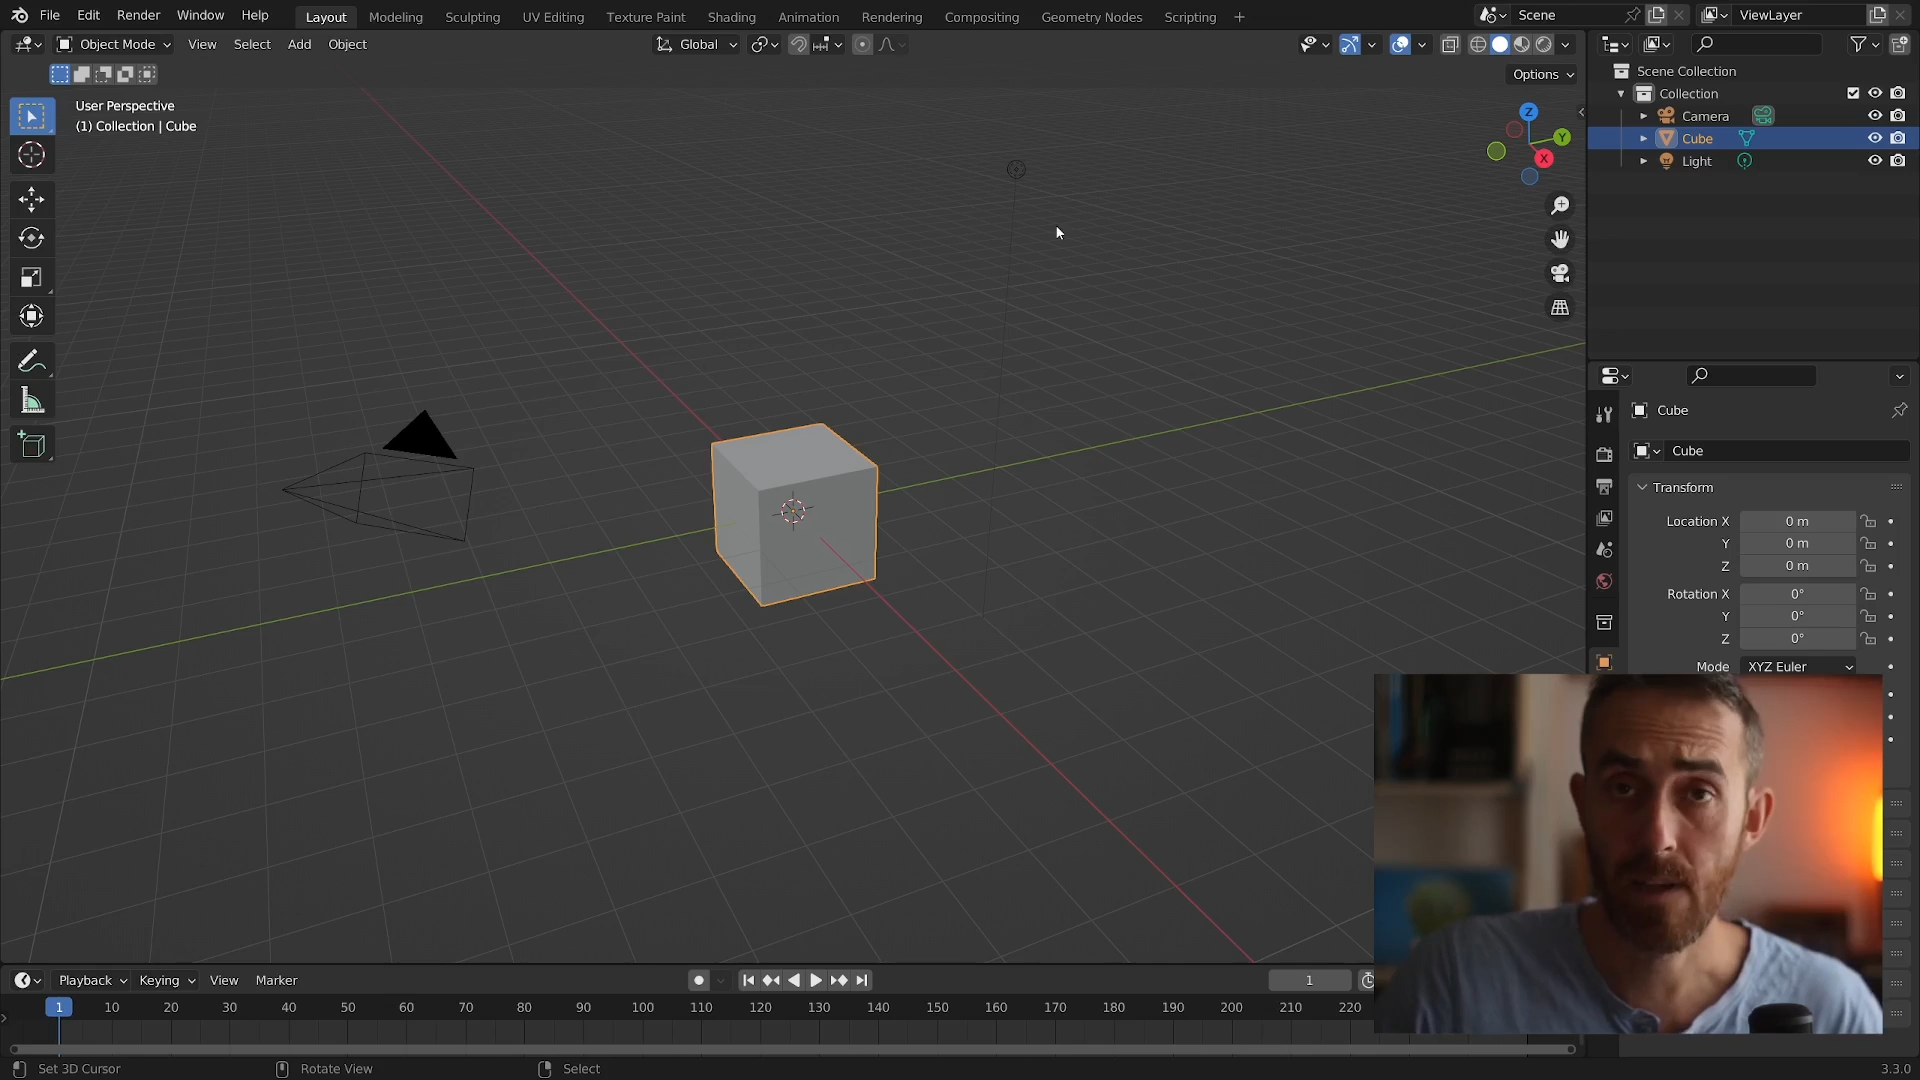 File Edit Render Window Help Layout Modeling Sculpting UV Editing Texture Paint Shading Animation Rendering Compositing Geometry Nodes Scripting + Scene ViewLayer
Object Mode View Select Add Object Global
Options
User Perspective
(1) Collection | Cube
Z
Y
X
Scene Collection
Collection
Camera
Cube
Light
Cube
Cube
Transform
Location X 0 m
Y 0 m
Z 0 m
Rotation X 0°
Y 0°
Z 0°
Mode XYZ Euler
Playback Keying View Marker 1
1 10 20 30 40 50 60 70 80 90 100 110 120 130 140 150 160 170 180 190 200 210 220
Set 3D Cursor Rotate View Select 3.3.0